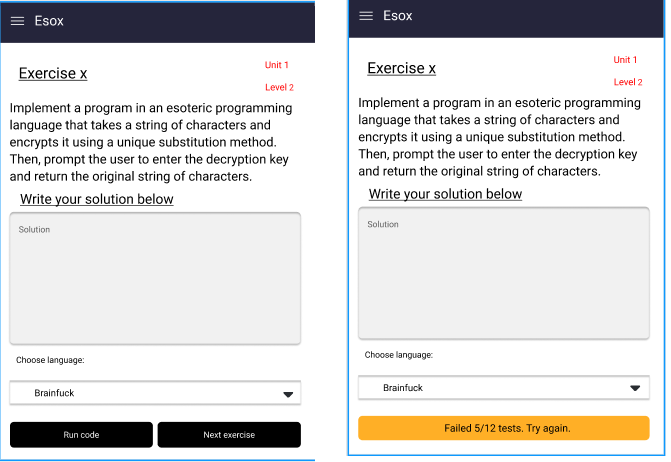 Esox
Exercise x
Unit 1
Level 2
Implement a program in an esoteric programming
language that takes a string of characters and
encrypts it using a unique substitution method.
Then, prompt the user to enter the decryption key
and return the original string of characters.
Write your solution below
Solution
Choose language:
Brainfuck
Run code
Next exercise
Esox
Exercise x
Unit 1
Level 2
Implement a program in an esoteric programming
language that takes a string of characters and
encrypts it using a unique substitution method.
Then, prompt the user to enter the decryption key
and return the original string of characters.
Write your solution below
Solution
Choose language:
Brainfuck
Failed 5/12 tests. Try again.